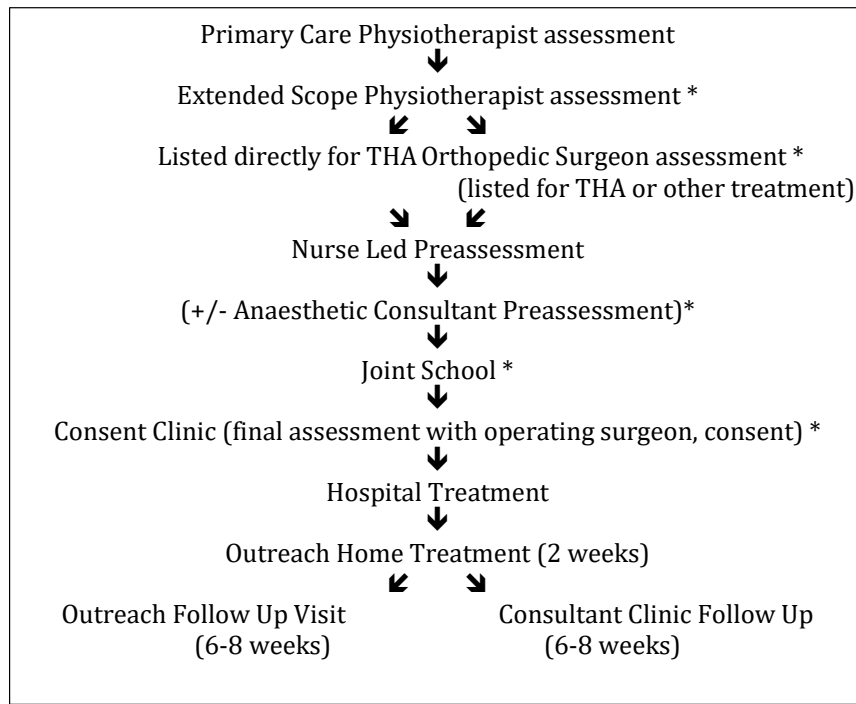 Primary Care Physiotherapist assessment
Extended Scope Physiotherapist assessment *
Listed directly for THA Orthopedic Surgeon assessment *
(listed for THA or other treatment)
Nurse Led Preassessment
(+/- Anaesthetic Consultant Preassessment)*
Joint School *
Consent Clinic (final assessment with operating surgeon, consent) *
Hospital Treatment
Outreach Home Treatment (2 weeks)
Outreach Follow Up Visit Consultant Clinic Follow Up
(6-8 weeks) (6-8 weeks)